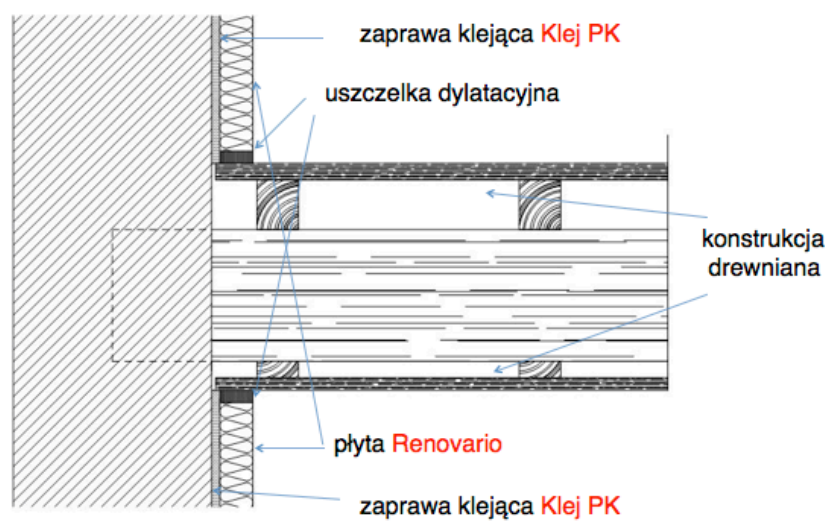 zaprawa klejąca Klej PK
uszczelka dylatacyjna
konstrukcja
drewniana
płyta Renovario
zaprawa klejąca Klej PK